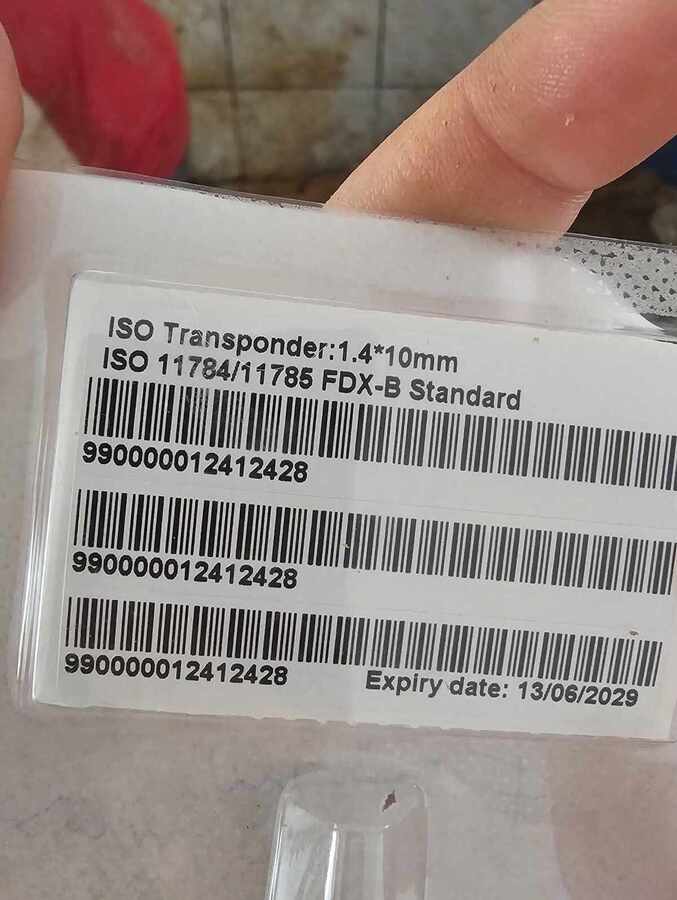 ISO Transponder:1.4*10mm
ISO 11784/11785 FDX-B Standard
990000012412428
990000012412428
990000012412428
Expiry date: 13/06/2029